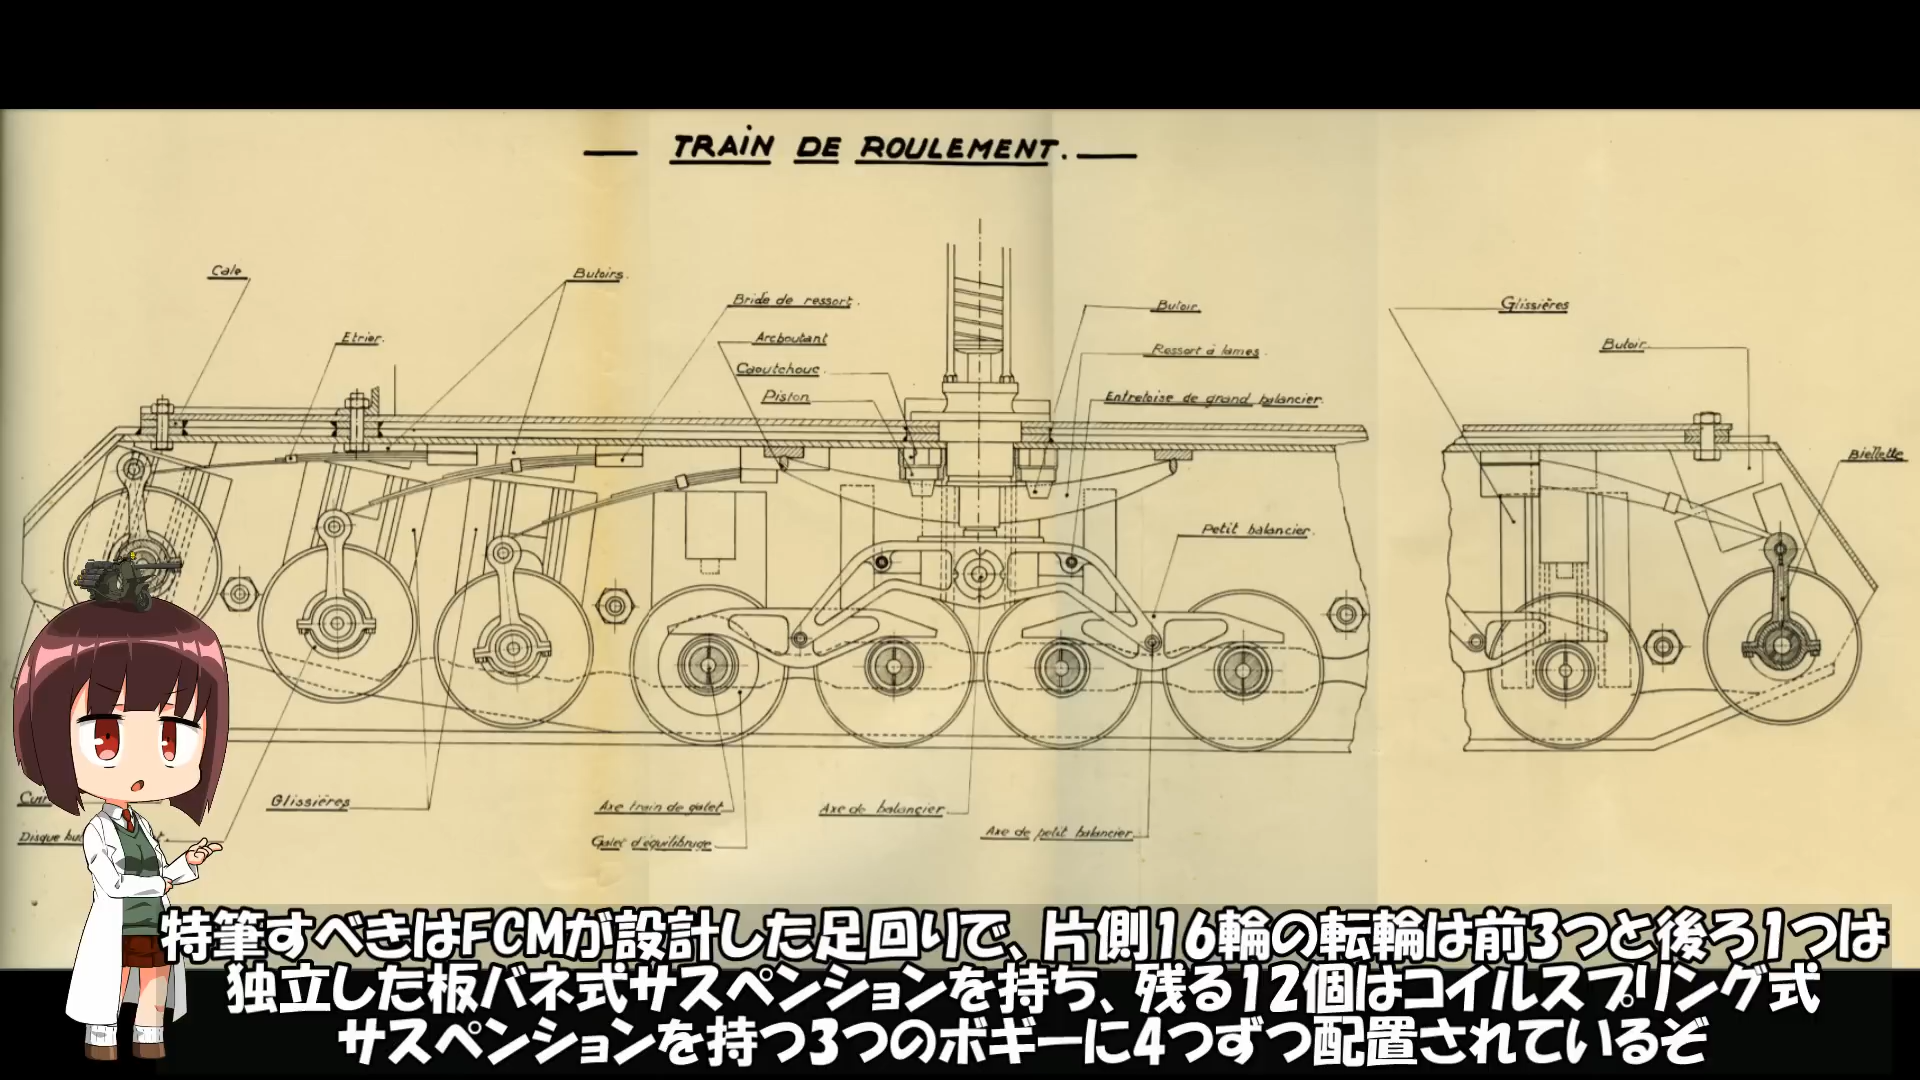 TRAIN DE ROULEMENT.
Cale
Butoirs.
Etrier.
Bride de ressort.
Arcboutant
Caoutchouc
Piston
Butoir
Ressort à lames
Entretoise de grand balancier
Glissières
Butoir
Biellette
Petit balancier
Glissières
Axe train de galet
Galet d'équilibrage
Axe de balancier
Axe de petit balancier
Disque
特筆すべきはFCMが設計した足回りで、片側16輪の転輪は前3つと後ろ1つは
独立した板バネ式サスペンションを持ち、残る12個はコイルスプリング式
サスペンションを持つ3つのボギーに4つずつ配置されているぞ